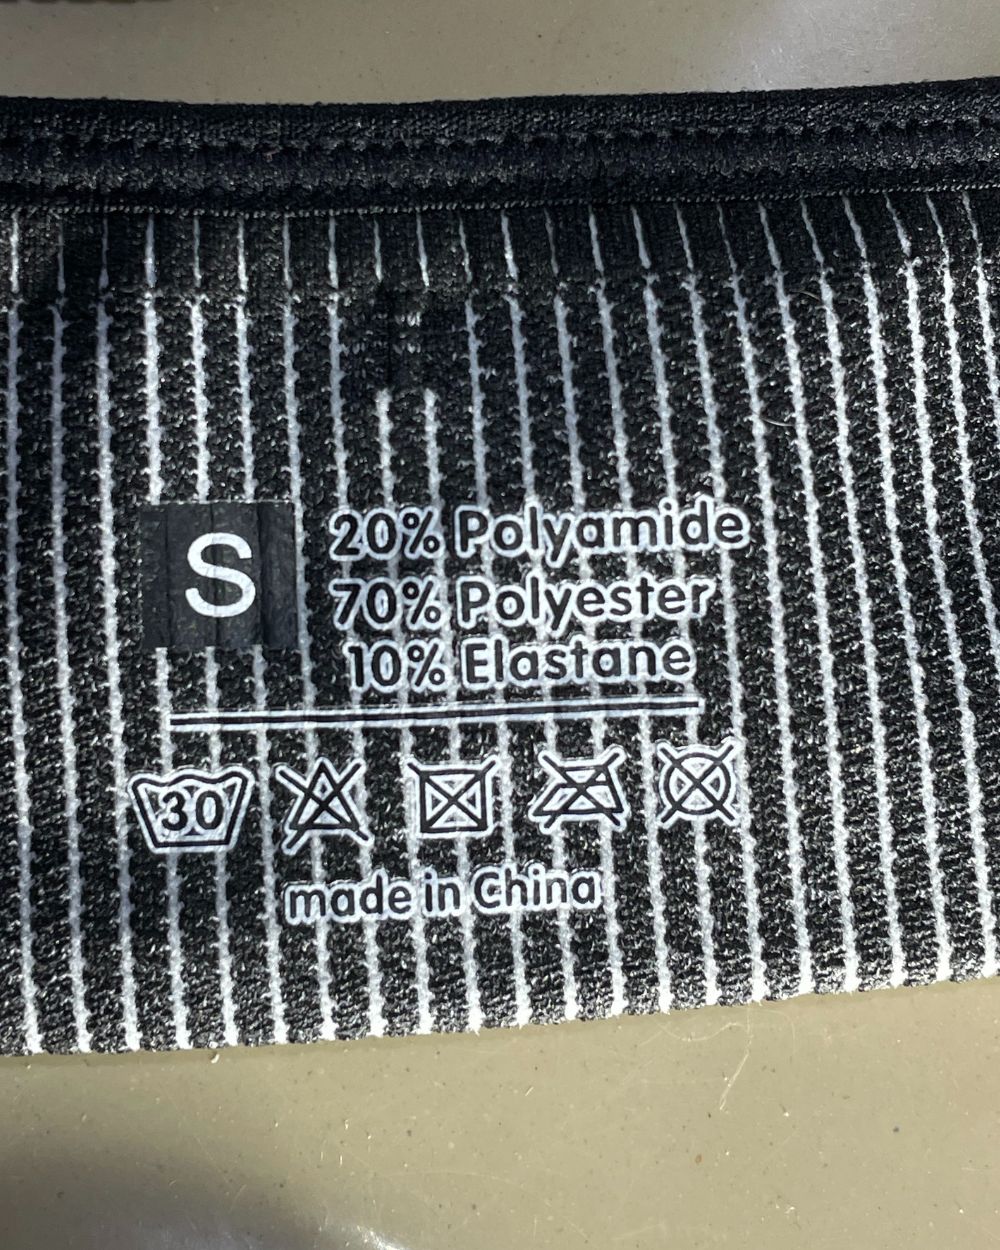 S
20% Polyamide
70% Polyester
10% Elastane
30
made in China